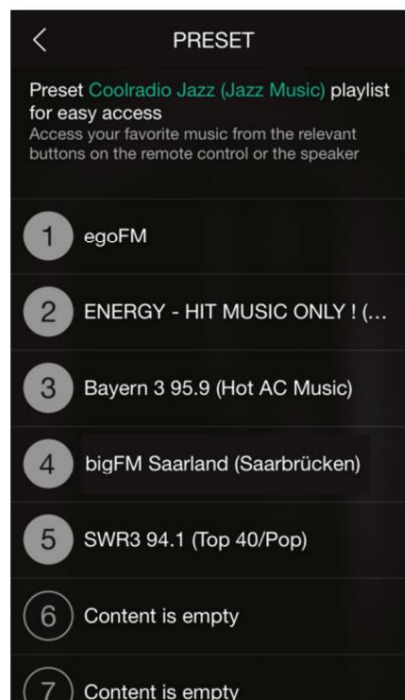 PRESET
Preset Coolradio Jazz (Jazz Music) playlist
for easy access
Access your favorite music from the relevant
buttons on the remote control or the speaker
1 egoFM
2 ENERGY - HIT MUSIC ONLY ! (...
3 Bayern 3 95.9 (Hot AC Music)
4 bigFM Saarland (Saarbrücken)
5 SWR3 94.1 (Top 40/Pop)
6 Content is empty
7 Content is empty